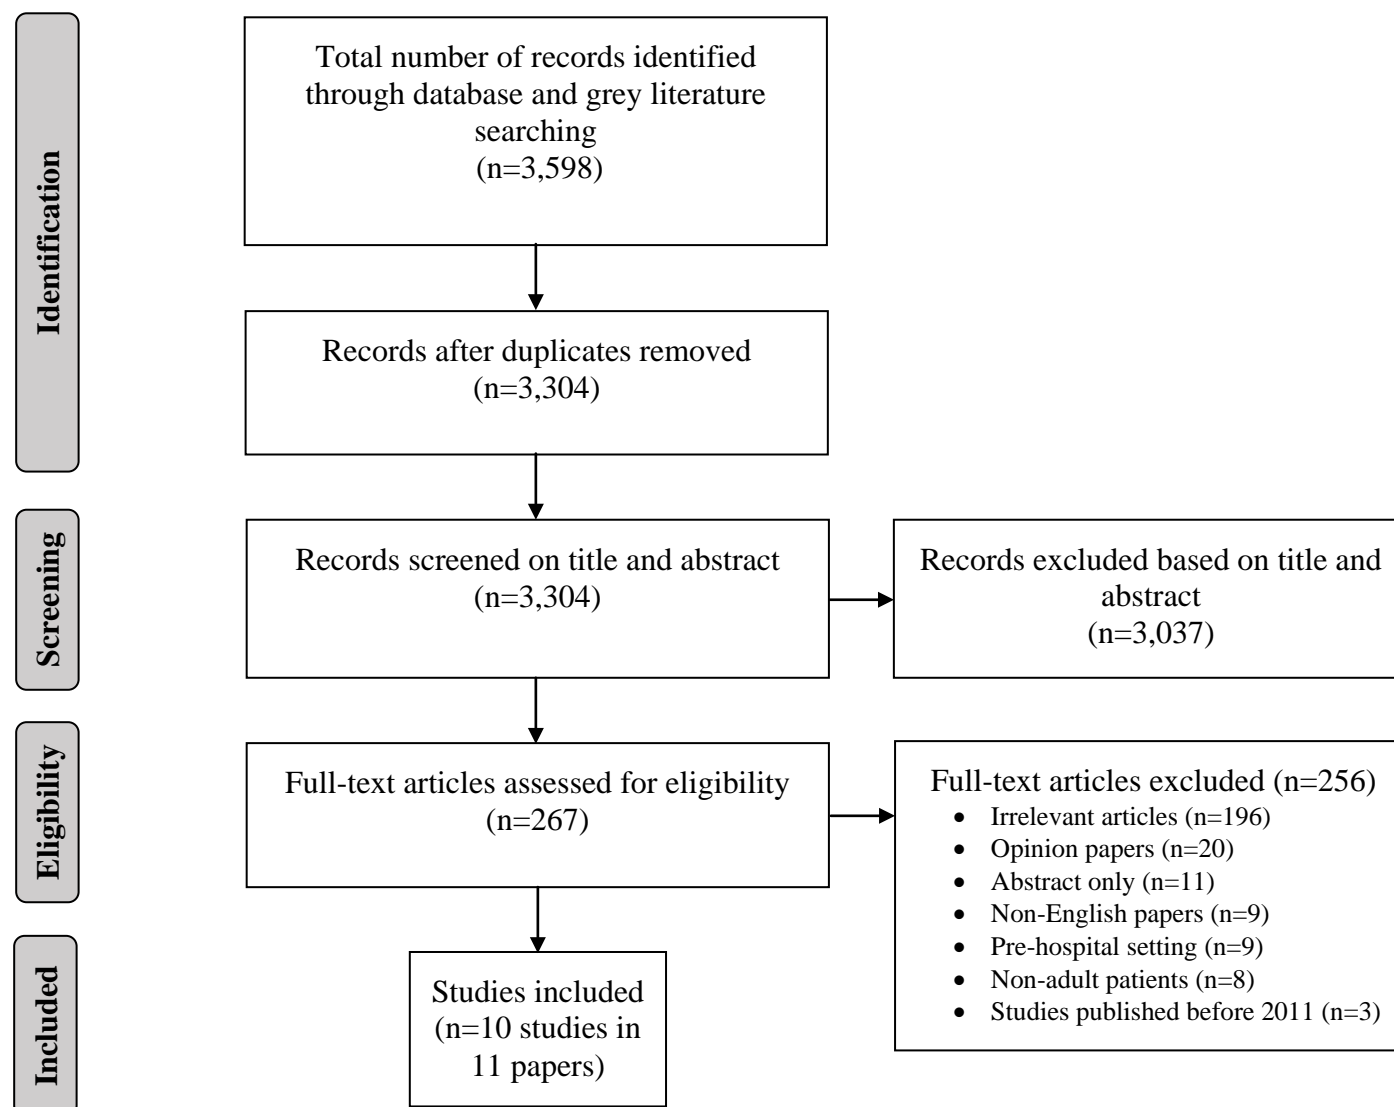 Identification
Total number of records identified
through database and grey literature
searching
(n=3,598)
Records after duplicates removed
(n=3,304)
Screening
Records screened on title and abstract
(n=3,304)
Records excluded based on title and
abstract
(n=3,037)
Eligibility
Full-text articles assessed for eligibility
(n=267)
Full-text articles excluded (n=256)
• Irrelevant articles (n=196)
• Opinion papers (n=20)
• Abstract only (n=11)
• Non-English papers (n=9)
• Pre-hospital setting (n=9)
• Non-adult patients (n=8)
• Studies published before 2011 (n=3)
Included
Studies included
(n=10 studies in
11 papers)